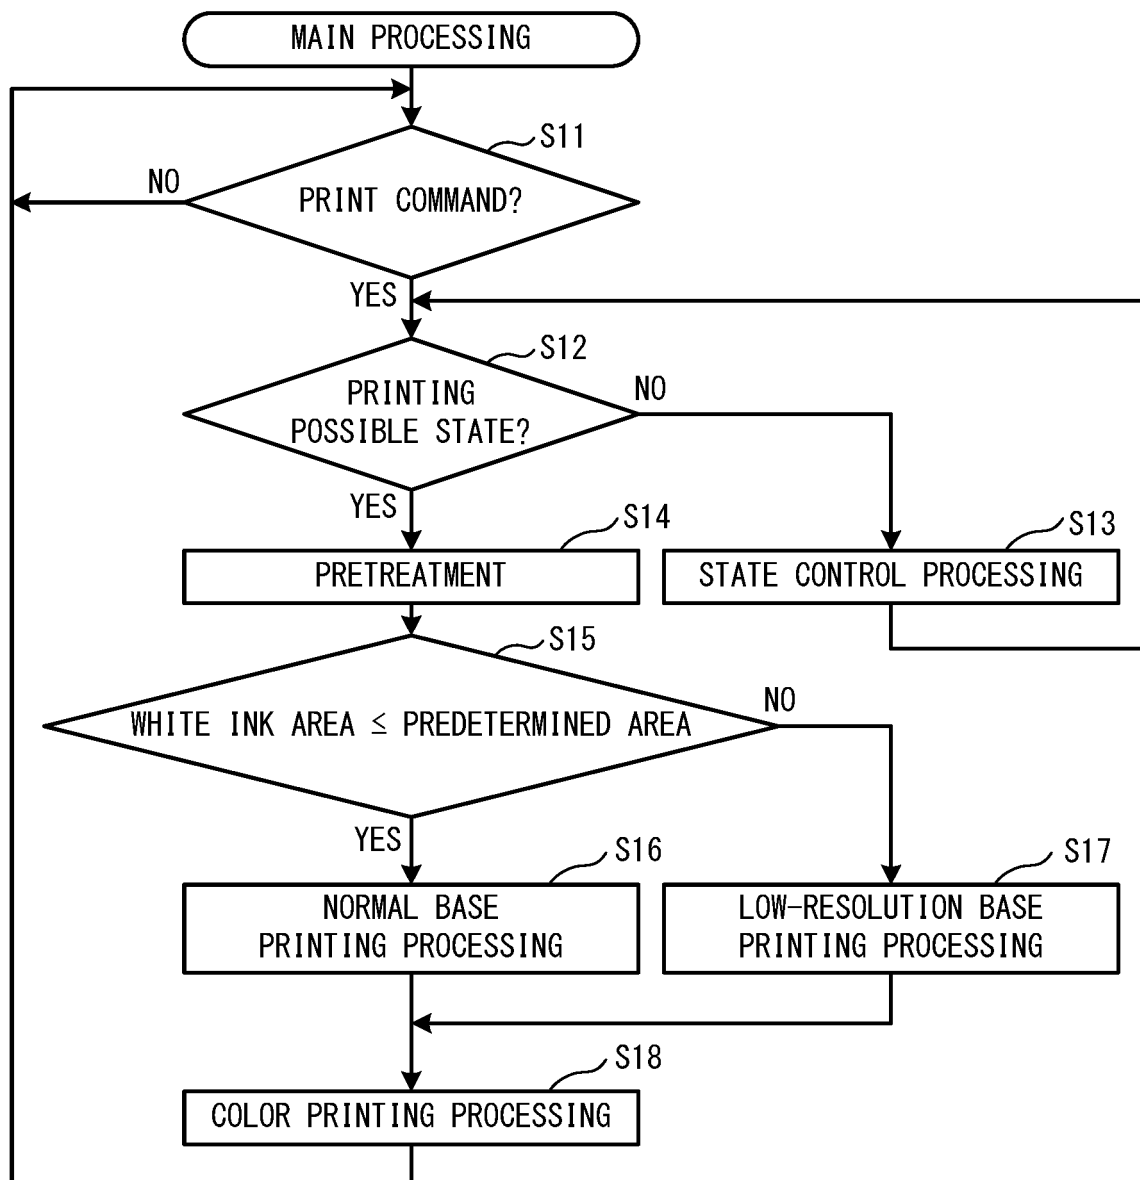 MAIN PROCESSING
S11
NO
PRINT COMMAND?
YES
S12
NO
PRINTING
POSSIBLE STATE?
YES
S14
S13
PRETREATMENT
STATE CONTROL PROCESSING
S15
NO
WHITE INK AREA ≤ PREDETERMINED AREA
YES
S16
S17
NORMAL BASE
PRINTING PROCESSING
LOW-RESOLUTION BASE
PRINTING PROCESSING
S18
COLOR PRINTING PROCESSING